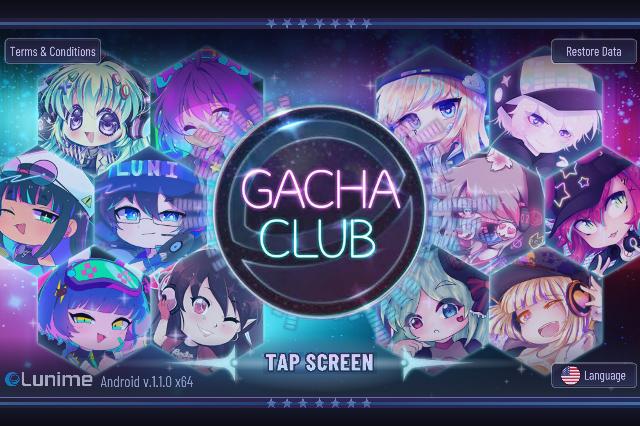 Terms & Conditions
Restore Data
LUNI
GACHA
CLUB
TAP SCREEN
Lunime Android v.1.1.0 x64
Language